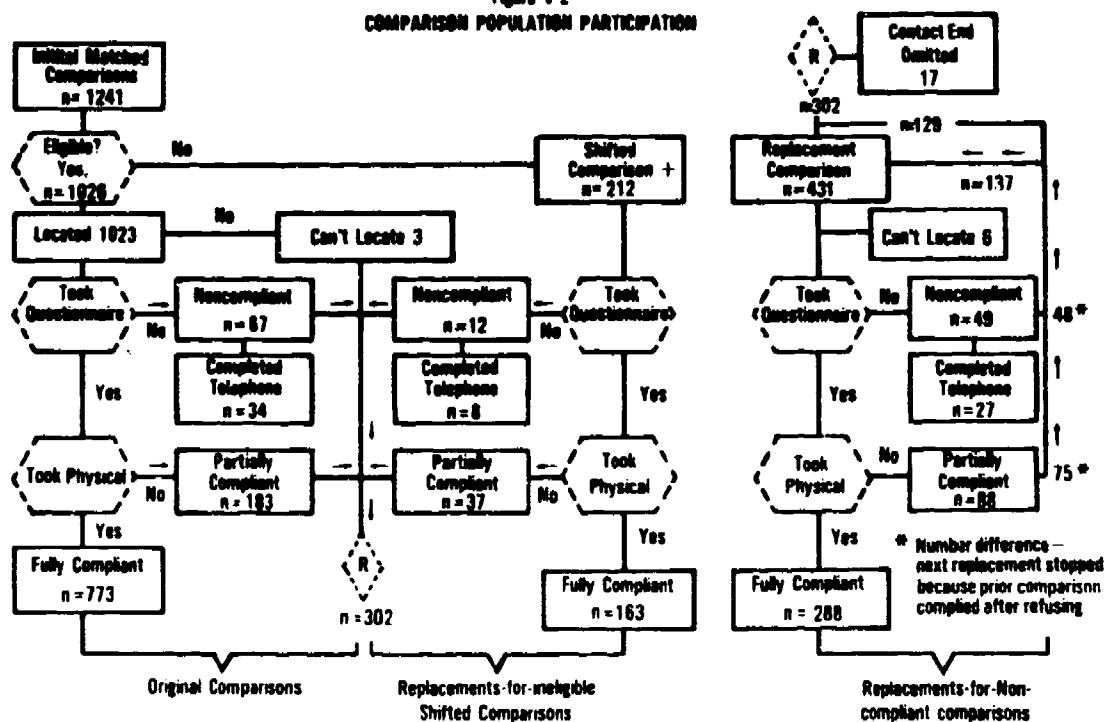 COMPARISON POPULATION PARTICIPATION
Initial Matched
Comparisons
n= 1241
Eligible?
Yes.
n=1026
No
Located 1023
No
Can't Locate 3
Shifted
Comparison +
n=212
Took
Questionnaire
No
Noncompliant
n=67
Completed
Telephone
n=34
Noncompliant
n=12
Completed
Telephone
n=8
No
Took
Questionnaire
Yes
Yes
Took Physical
No
Partially
Compliant
n=183
Partially
Compliant
n=37
No
Took
Physical
Yes
Yes
Fully Compliant
n=773
R
n=302
Fully Compliant
n=163
Original Comparisons
Replacements-for-ineligible
Shifted Comparisons
R
n=302
Contact End
Omitted
17
n=129
Replacement
Comparison
n=431
n=137
Can't Locate 6
Took
Questionnaire
No
Noncompliant
n=49
48*
Completed
Telephone
n=27
Yes
Took
Physical
No
Partially
Compliant
n=88
75*
Yes
Fully Compliant
n=288
* Number difference —
next replacement stopped
because prior comparison
complied after refusing
Replacements-for-Non-
compliant comparisons